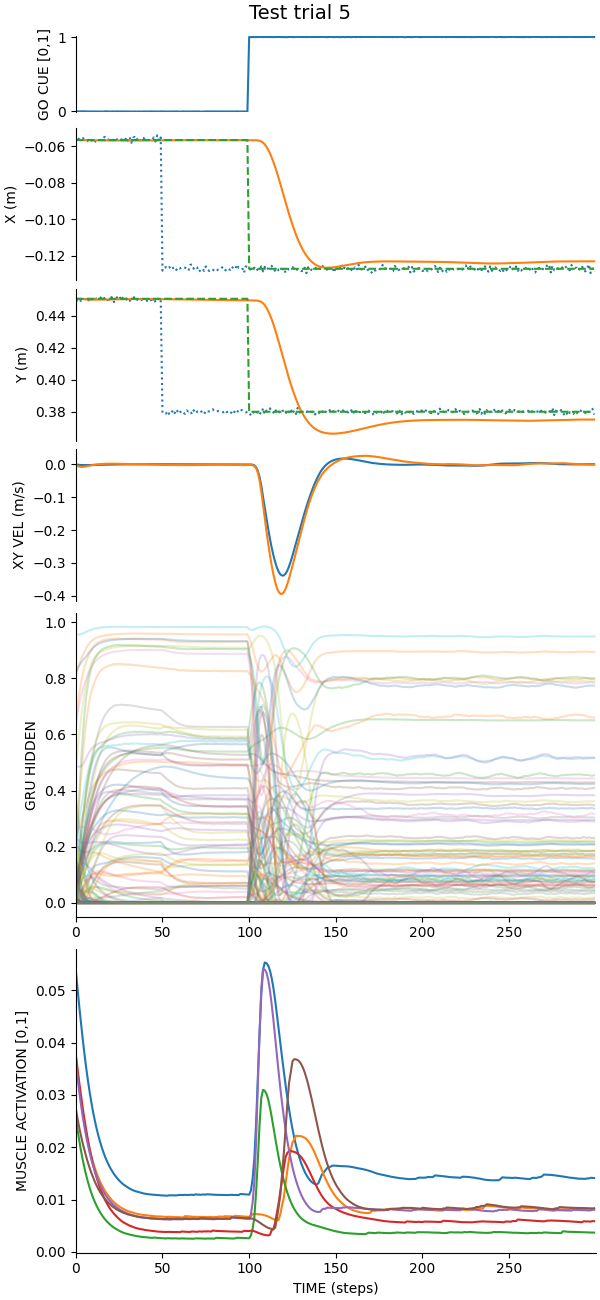 Test trial 5
GO CUE [0,1]
1
0
X (m)
−0.06
−0.08
−0.10
−0.12
Y (m)
0.44
0.42
0.40
0.38
XY VEL (m/s)
0.0
−0.1
−0.2
−0.3
−0.4
GRU HIDDEN
1.0
0.8
0.6
0.4
0.2
0.0
0 50 100 150 200 250
MUSCLE ACTIVATION [0,1]
0.05
0.04
0.03
0.02
0.01
0.00
0 50 100 150 200 250
TIME (steps)